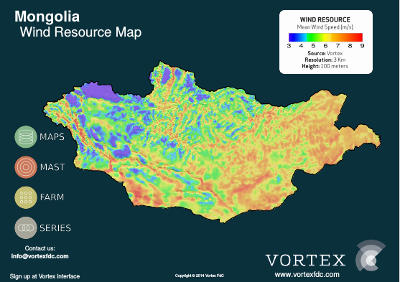 Mongolia
Wind Resource Map
WIND RESOURCE
Mean Wind Speed [m/s]
3 4 5 6 7 8 9
Source: Vortex
Resolution: 3 Km
Height: 100 meters
MAPS
MAST
FARM
SERIES
Contact us:
info@vortexfdc.com
Sign up at Vortex Interface
Copyright © 2014 Vortex FdC
VORTEX
www.vortexfdc.com